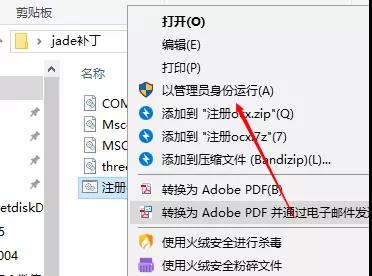 剪贴板
jade补丁
名称
COM
Msc
MSC
three
注册
etdiskD
at
004
打开(O)
编辑(E)
打印(P)
以管理员身份运行(A)
添加到 "注册ocx.zip"(Q)
添加到 "注册ocx.7z"(7)
添加到压缩文件 (Bandizip)(L)...
转换为 Adobe PDF(B)
转换为 Adobe PDF 并通过电子邮件发
使用火绒安全进行杀毒
使用火绒安全粉碎文件